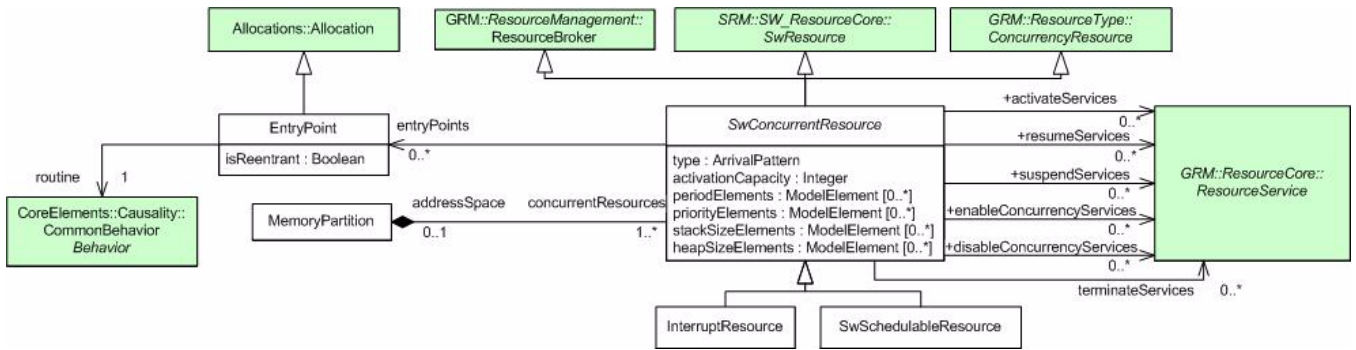 Allocations::Allocation
GRM::ResourceManagement::
ResourceBroker
SRM::SW_ResourceCore::
SwResource
GRM::ResourceType::
ConcurrencyResource
EntryPoint
isReentrant : Boolean
entryPoints
0..*
SwConcurrentResource
type : ArrivalPattern
activationCapacity : Integer
periodElements : ModelElement [0..*]
priorityElements : ModelElement [0..*]
stackSizeElements : ModelElement [0..*]
heapSizeElements : ModelElement [0..*]
+activateServices
0..*
+resumeServices
0..*
+suspendServices
0..*
+enableConcurrencyServices
0..*
+disableConcurrencyServices
0..*
terminateServices
0..*
GRM::ResourceCore::
ResourceService
routine
1
CoreElements::Causality::
CommonBehavior
Behavior
MemoryPartition
addressSpace
0..1
concurrentResources
1..*
InterruptResource
SwSchedulableResource